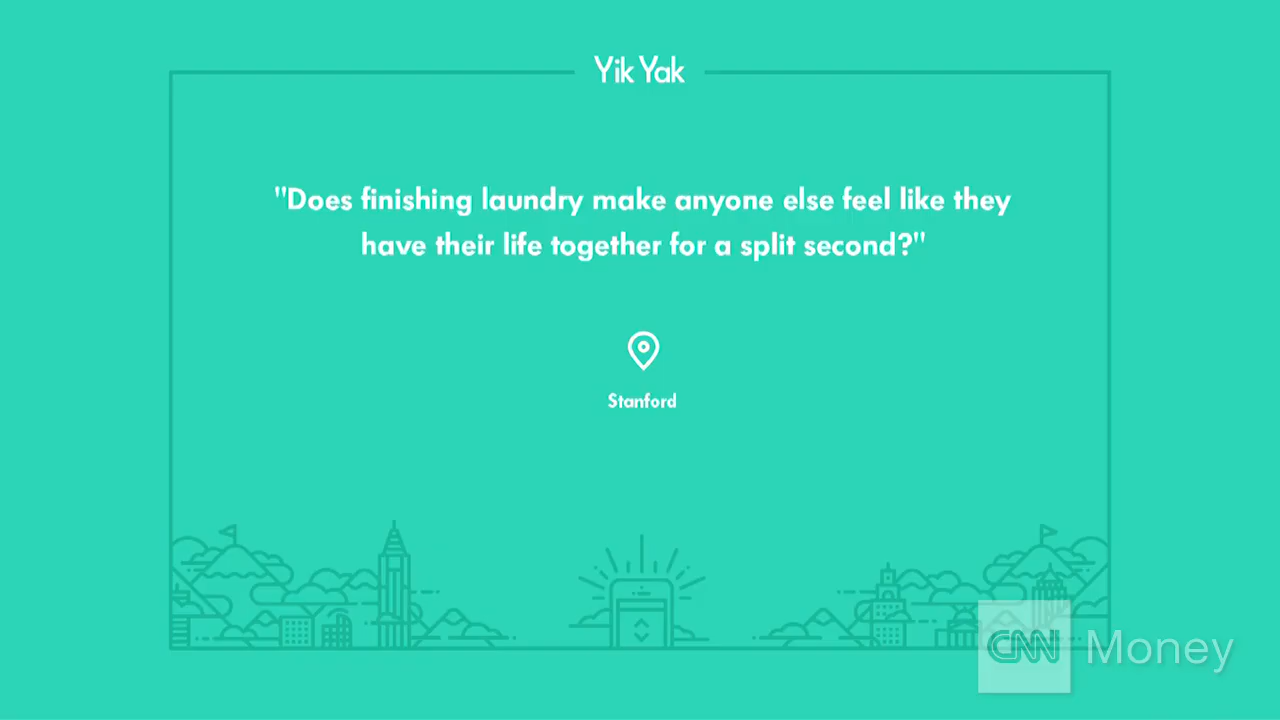 Yik Yak
"Does finishing laundry make anyone else feel like they
have their life together for a split second?"
Stanford
CNN Money